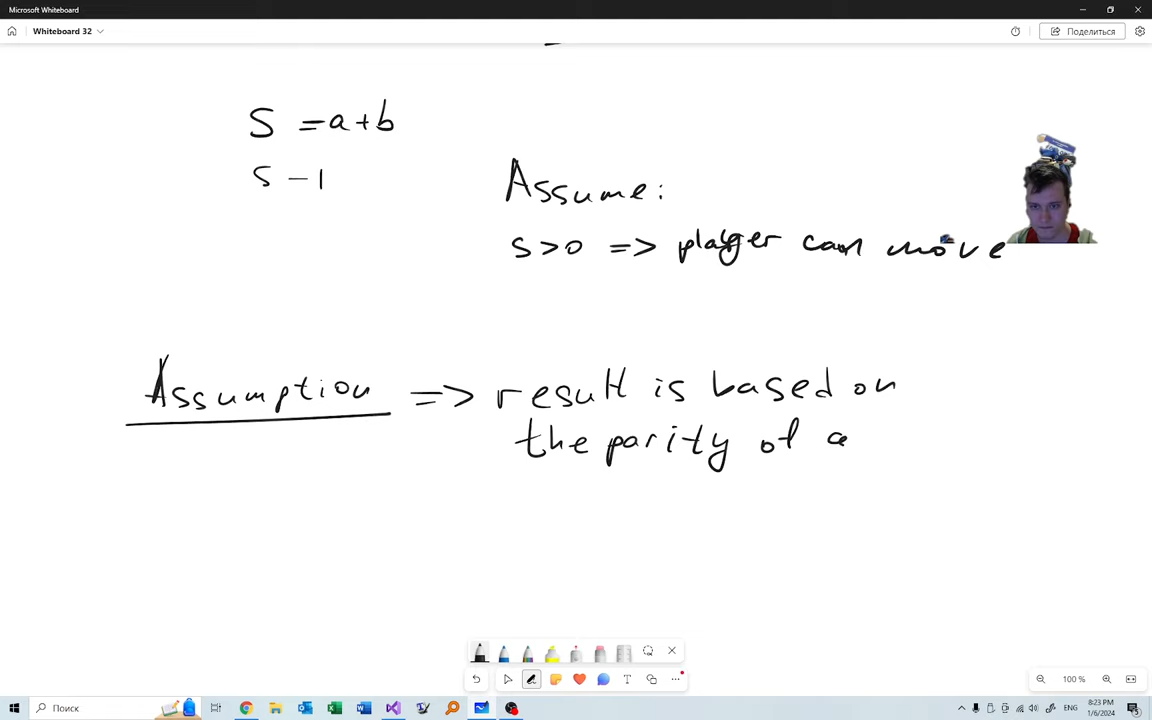 Microsoft Whiteboard
Whiteboard 32
Поделиться
S = a + b
S - 1
Assume:
S > 0 => player can move
Assumption => result is based on
the parity of a
100 %
Поиск
ENG
8:23 PM
1/6/2024
5